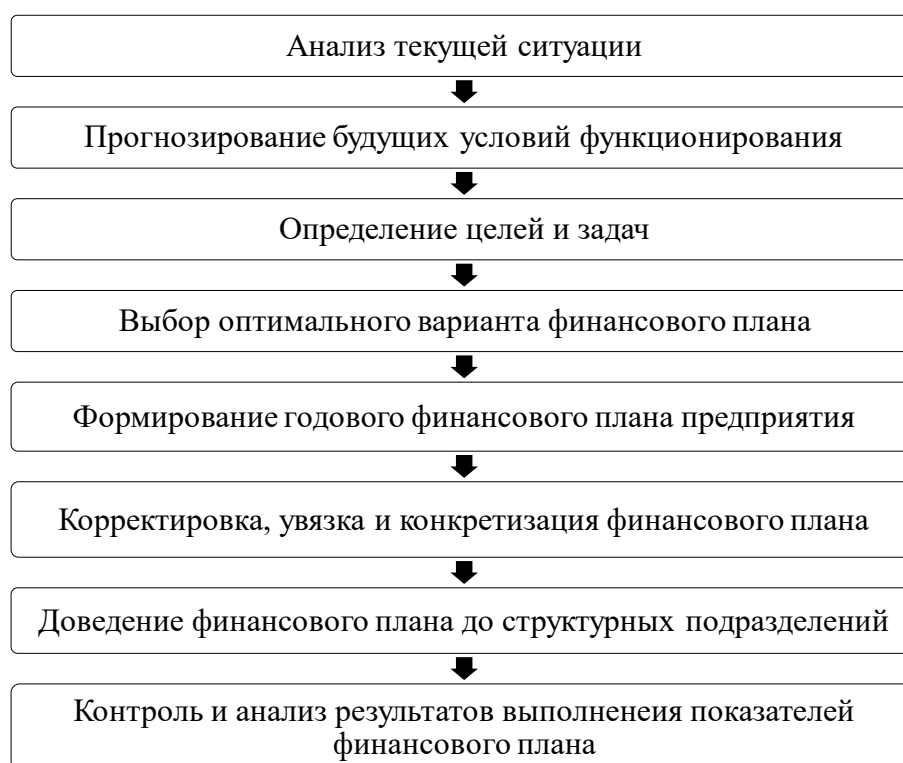 Анализ текущей ситуации
Прогнозирование будущих условий функционирования
Определение целей и задач
Выбор оптимального варианта финансового плана
Формирование годового финансового плана предприятия
Корректировка, увязка и конкретизация финансового плана
Доведение финансового плана до структурных подразделений
Контроль и анализ результатов выполненеия показателей
финансового плана